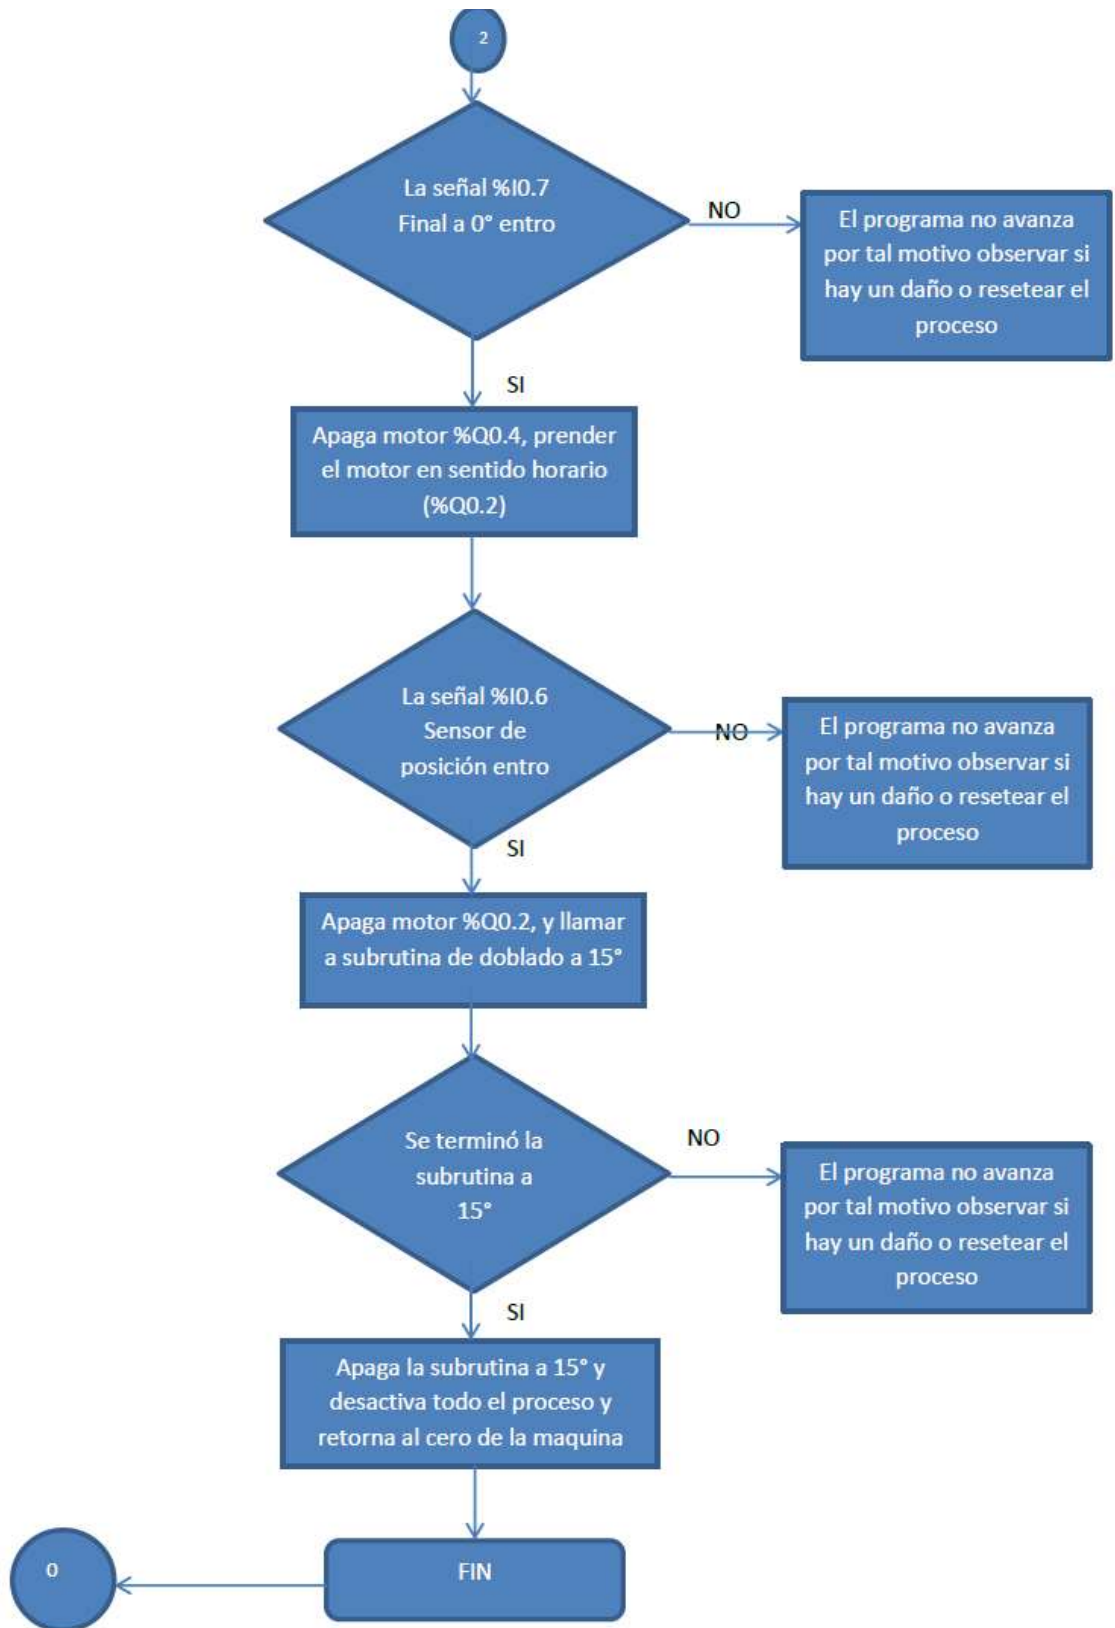 2
La señal %I0.7
Final a 0° entro
NO
El programa no avanza
por tal motivo observar si
hay un daño o resetear el
proceso
SI
Apaga motor %Q0.4, prender
el motor en sentido horario
(%Q0.2)
La señal %I0.6
Sensor de
posición entro
NO
El programa no avanza
por tal motivo observar si
hay un daño o resetear el
proceso
SI
Apaga motor %Q0.2, y llamar
a subrutina de doblado a 15°
Se terminó la
subrutina a
15°
NO
El programa no avanza
por tal motivo observar si
hay un daño o resetear el
proceso
SI
Apaga la subrutina a 15° y
desactiva todo el proceso y
retorna al cero de la maquina
FIN
0